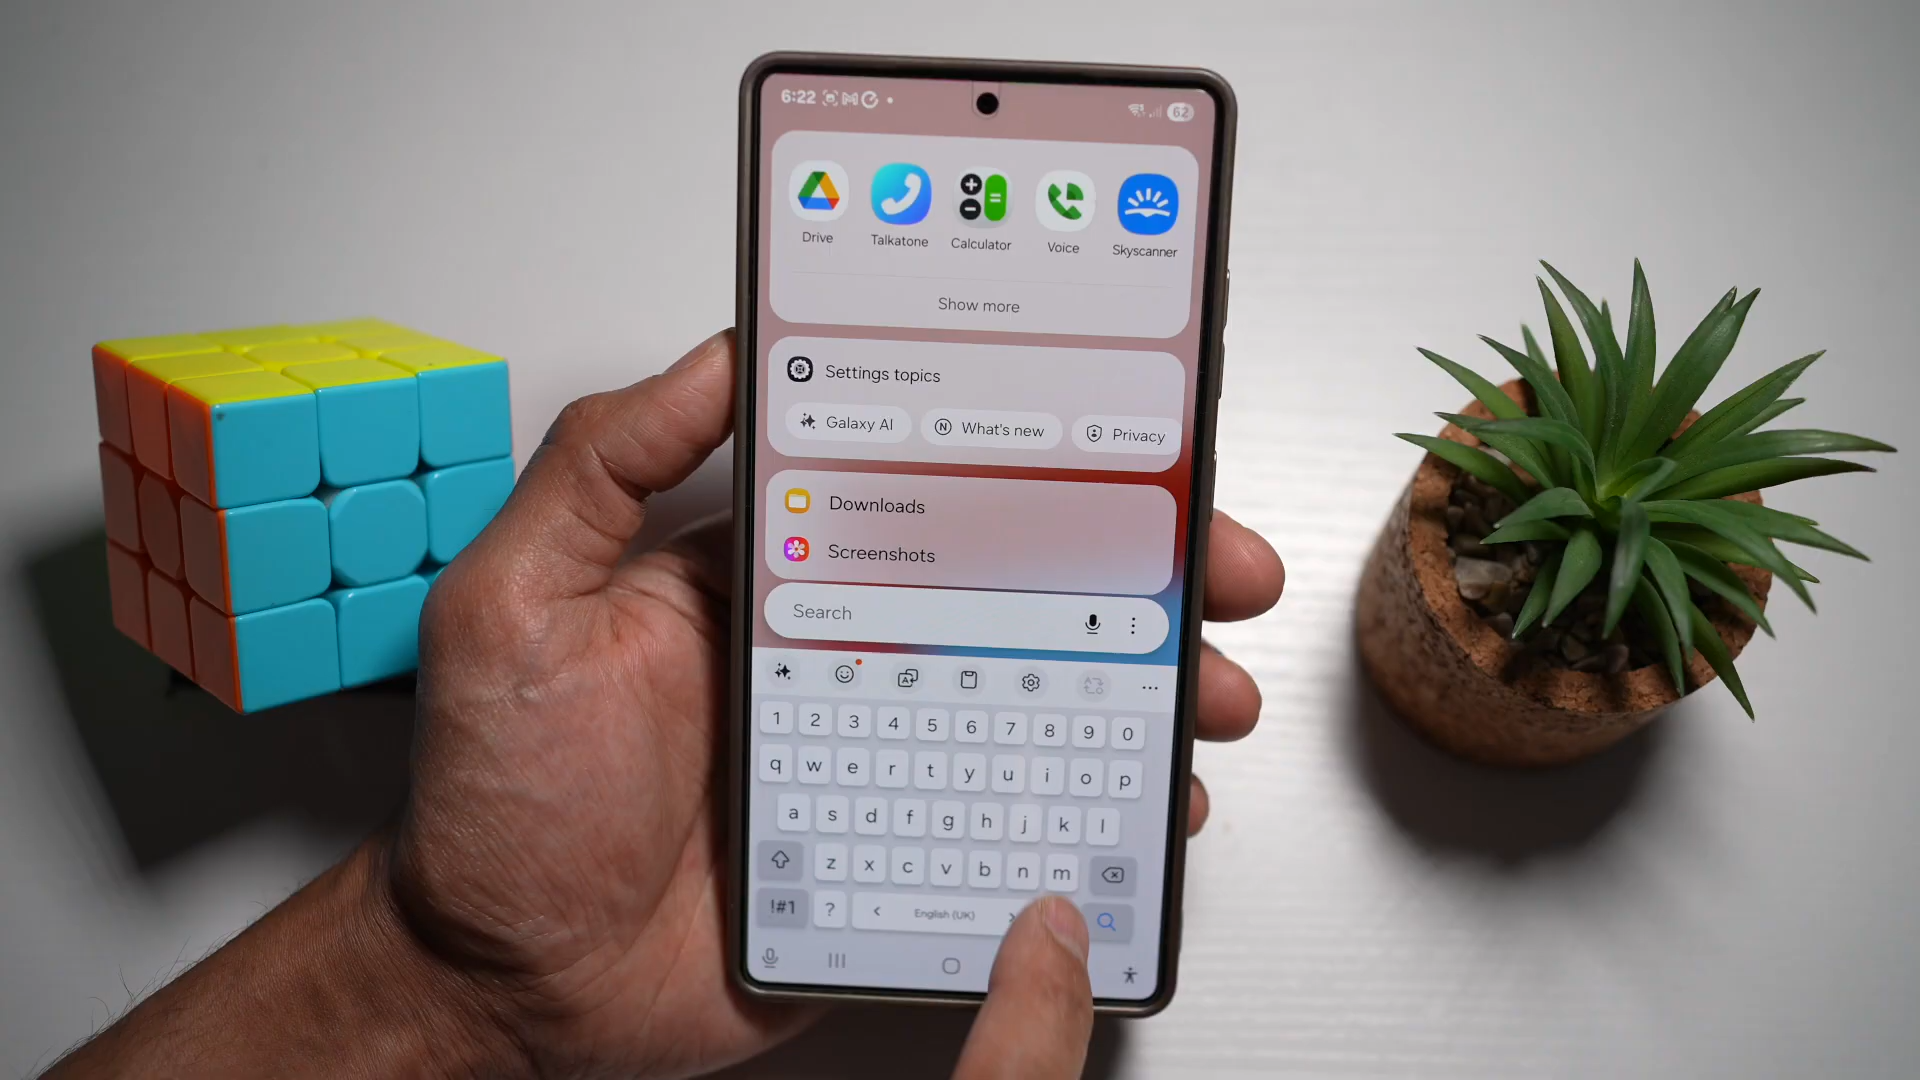 6:22
62
Drive Talkatone Calculator Voice Skyscanner
Show more
Settings topics
Galaxy AI What's new Privacy
Downloads
Screenshots
Search
1 2 3 4 5 6 7 8 9 0
q w e r t y u i o p
a s d f g h j k l
z x c v b n m
!#1 ? < English (UK) >